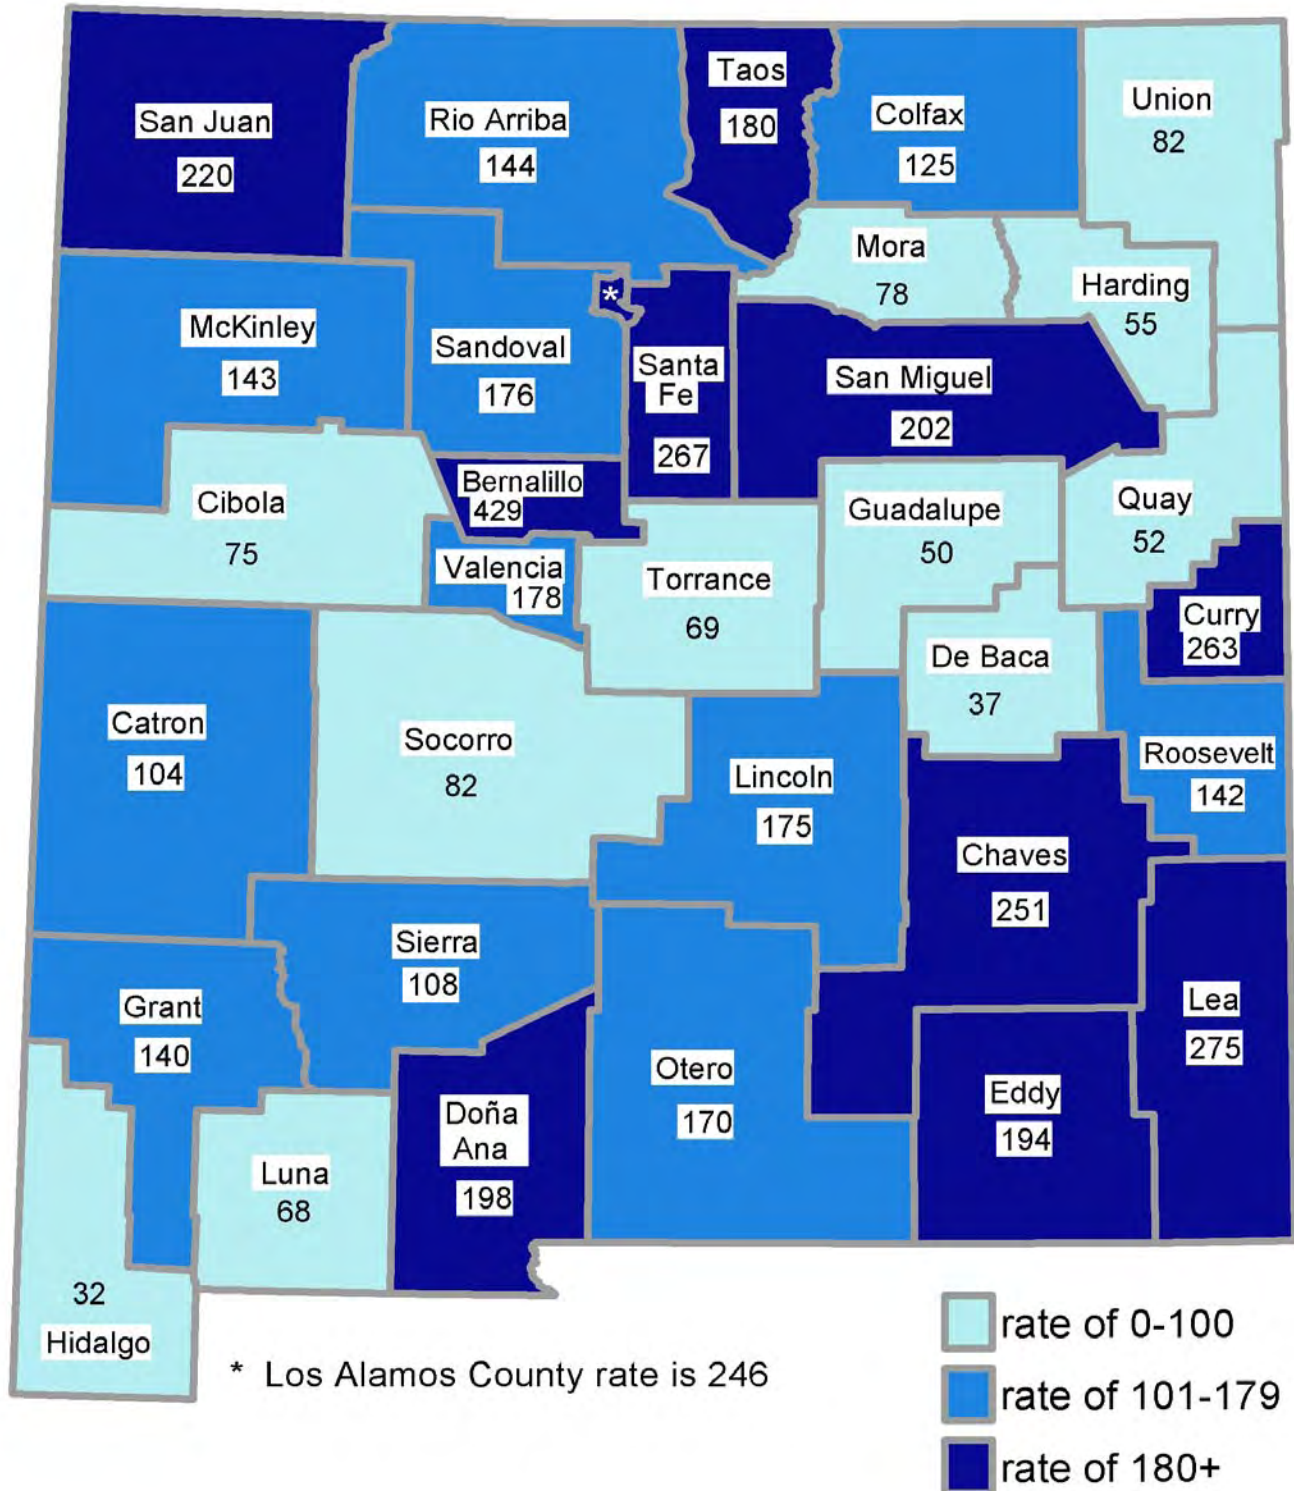 San Juan
220
Rio Arriba
144
Taos
180
Colfax
125
Union
82
Mora
78
Harding
55
McKinley
143
Sandoval
176
*
Santa
Fe
267
San Miguel
202
Bernalillo
429
Cibola
75
Valencia
178
Torrance
69
Guadalupe
50
Quay
52
Curry
263
De Baca
37
Catron
104
Socorro
82
Lincoln
175
Roosevelt
142
Chaves
251
Sierra
108
Grant
140
Lea
275
Otero
170
Eddy
194
Doña
Ana
198
Luna
68
32
Hidalgo
* Los Alamos County rate is 246
rate of 0-100
rate of 101-179
rate of 180+